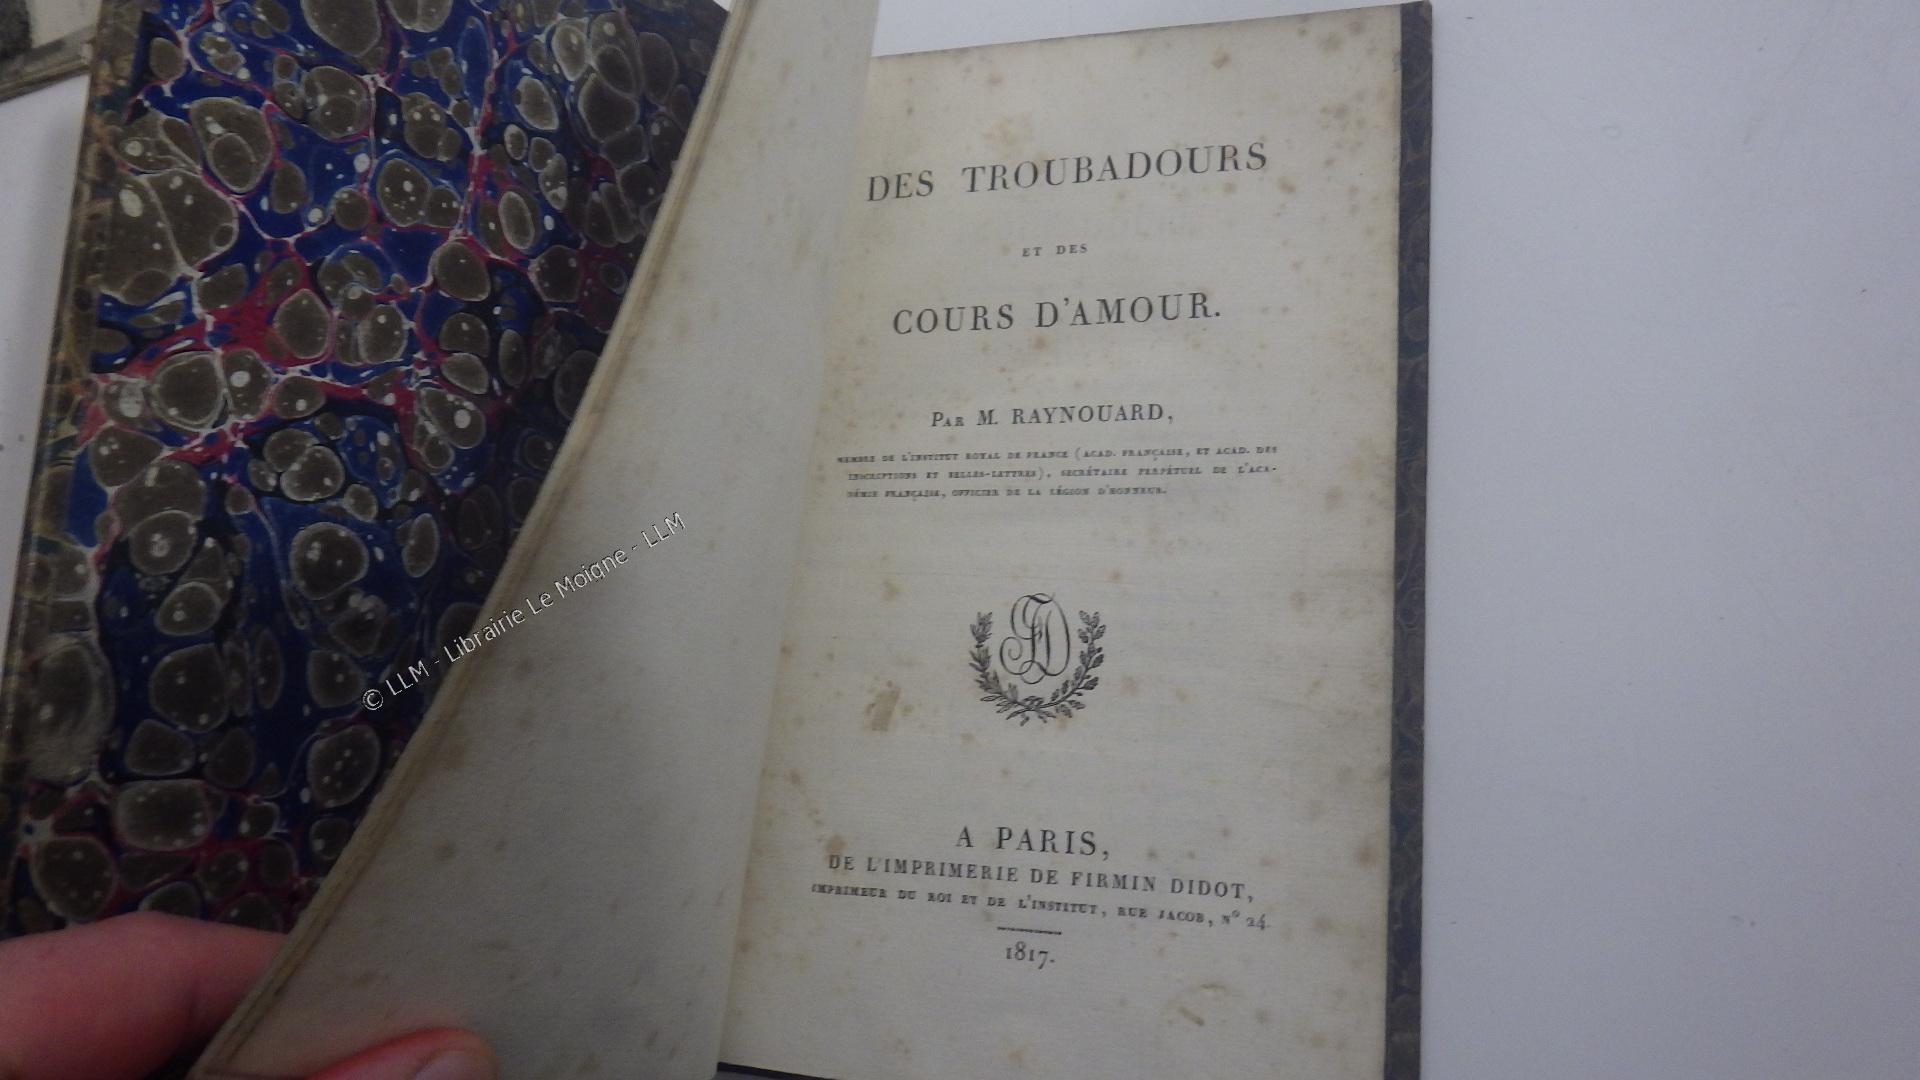 DES TROUBADOURS
ET DES
COURS D'AMOUR.
PAR M. RAYNOUARD,
MEMBRE DE L'INSTITUT ROYAL DE FRANCE (ACAD. FRANÇAISE, ET ACAD. DES
INSCRIPTIONS ET BELLES-LETTRES), SECRÉTAIRE PERPÉTUEL DE L'ACA-
DÉMIE FRANÇAISE, OFFICIER DE LA LÉGION D'HONNEUR.
FD
A PARIS,
DE L'IMPRIMERIE DE FIRMIN DIDOT,
IMPRIMEUR DU ROI ET DE L'INSTITUT, RUE JACOB, N° 24.
1817.
© LLM - Librairie Le Moigne - LLM